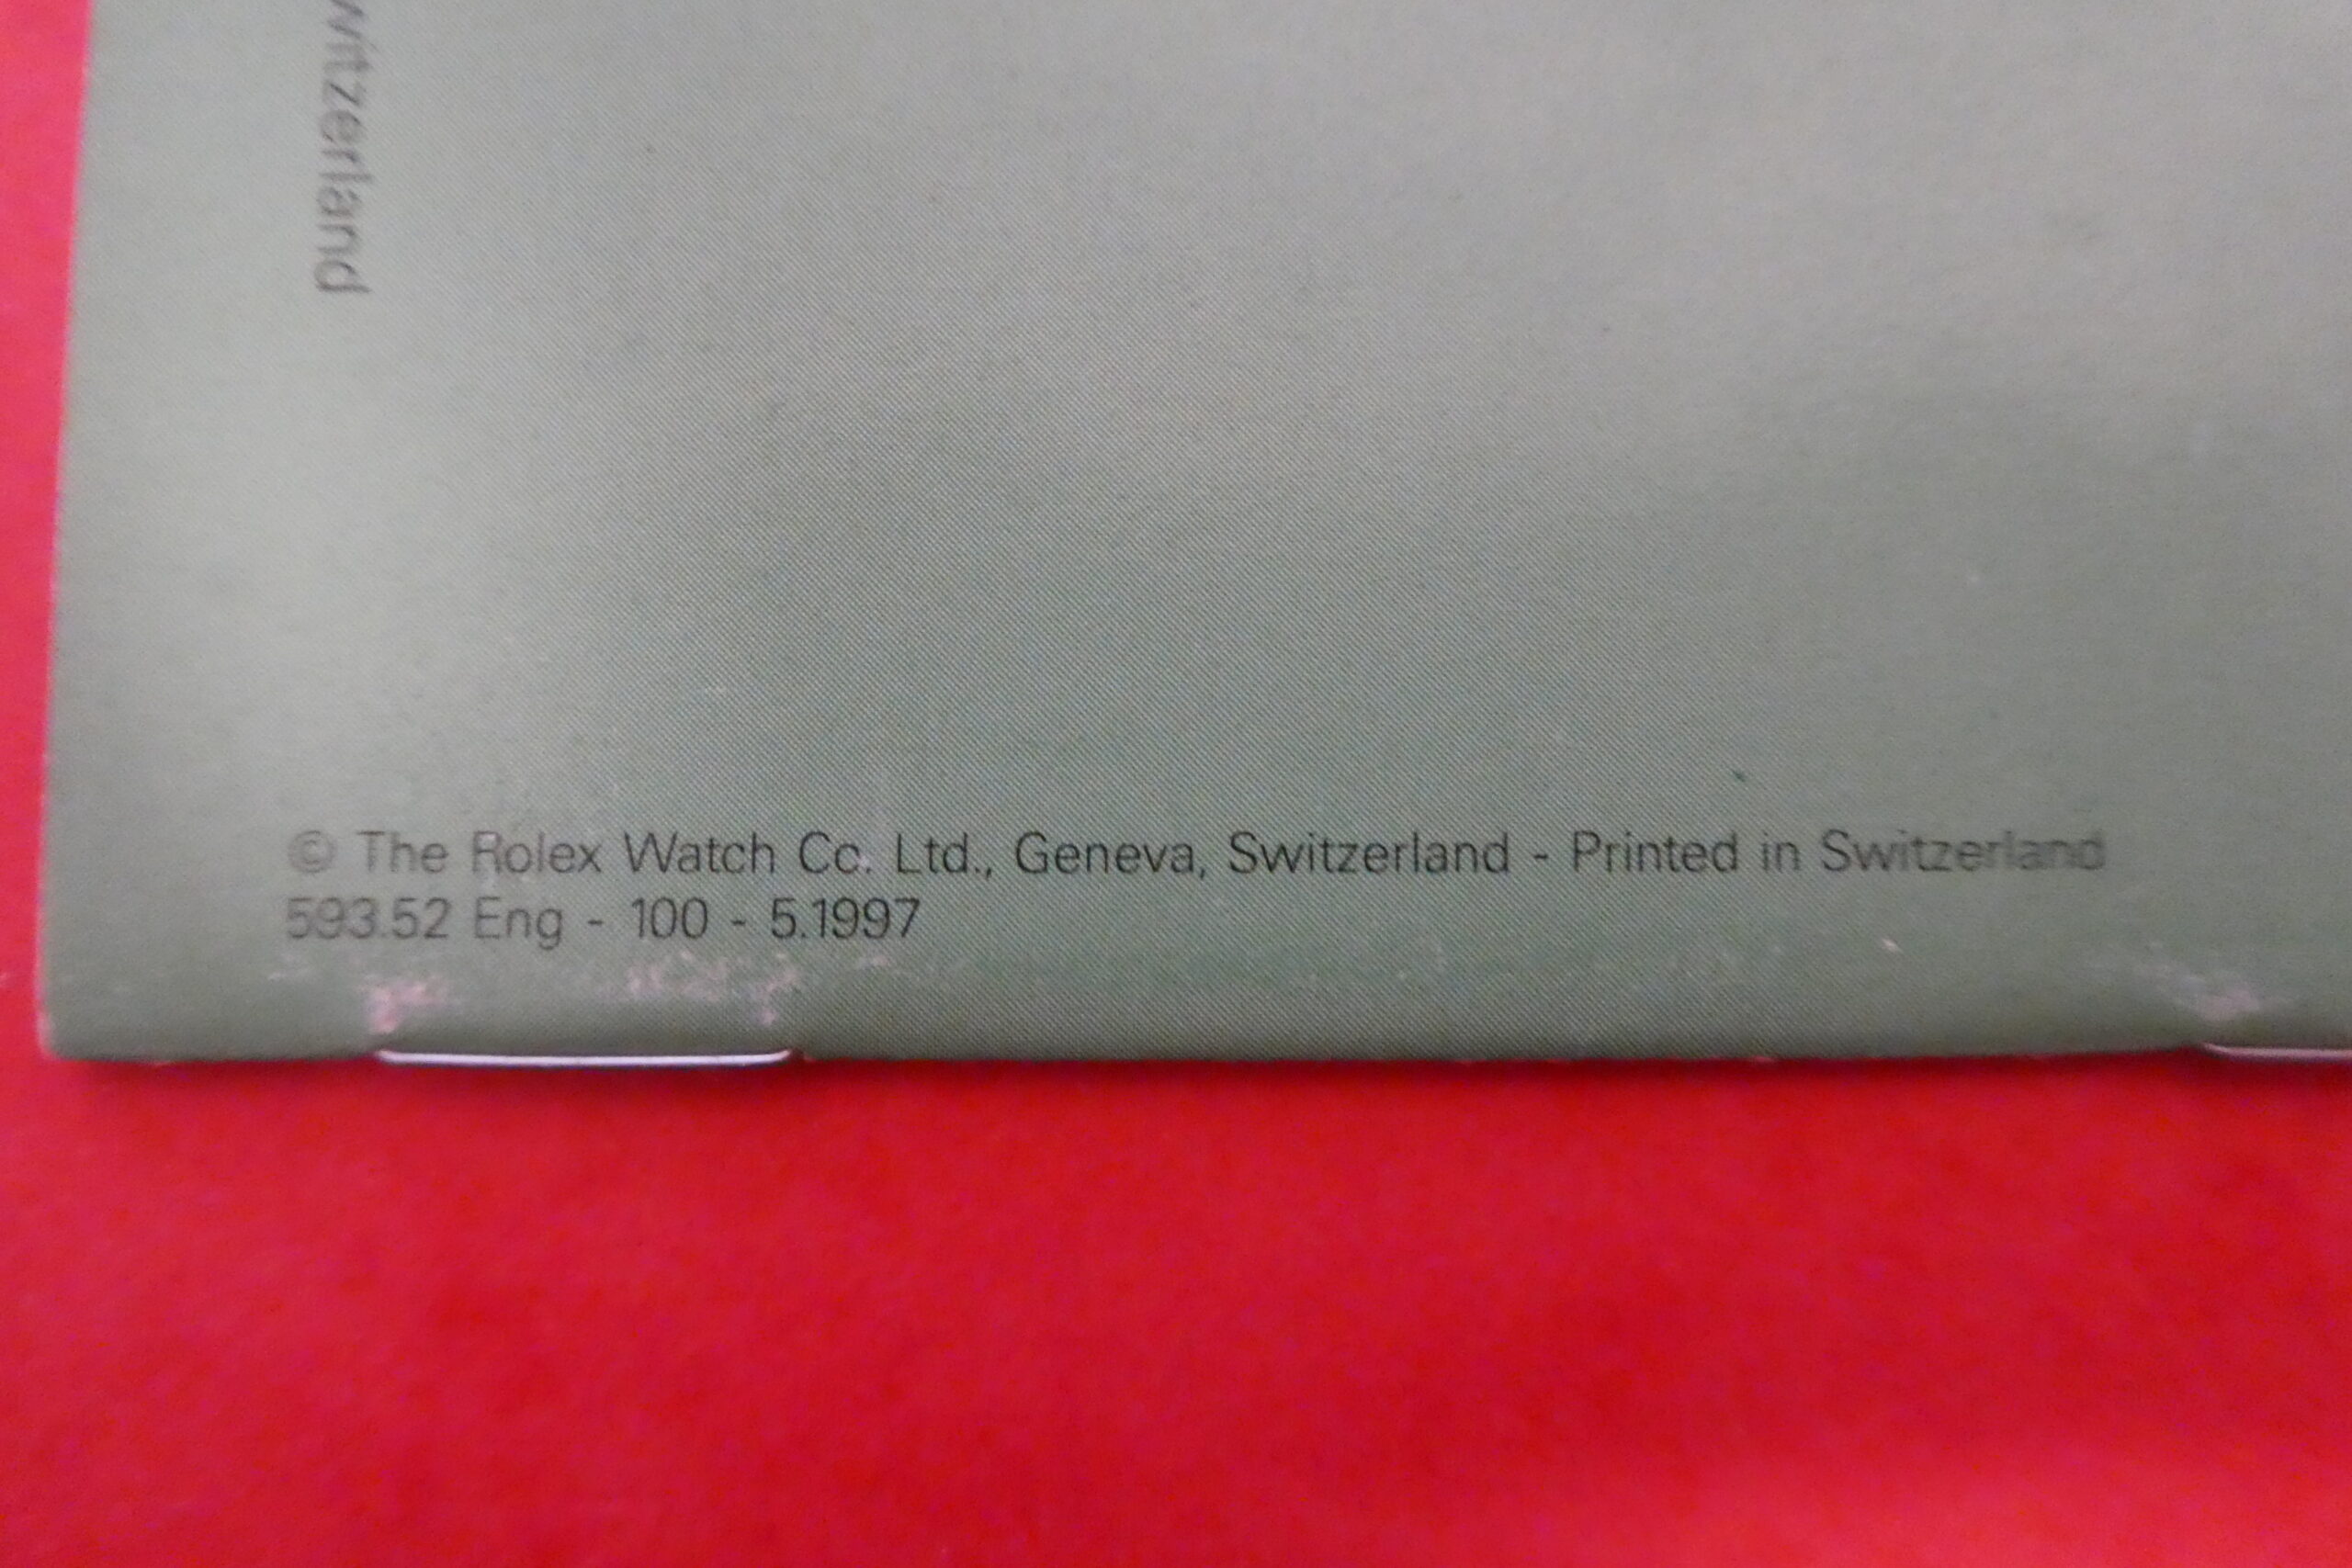 witzerland
© The Rolex Watch Co. Ltd., Geneva, Switzerland - Printed in Switzerland
593.52 Eng - 100 - 5.1997